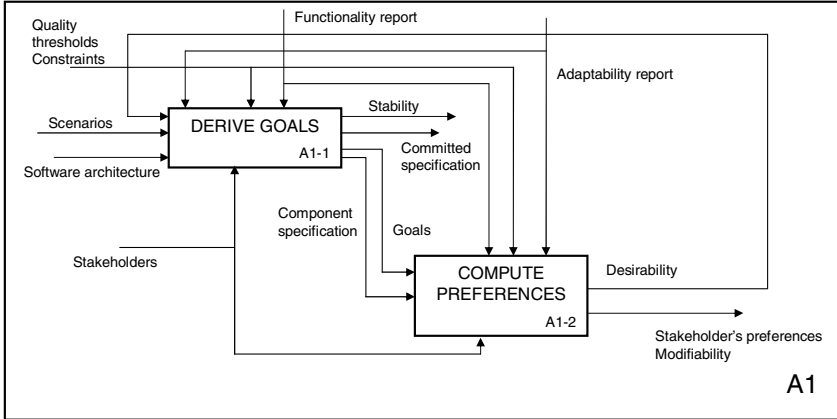 Functionality report
Quality
thresholds
Constraints
Adaptability report
Stability
Scenarios
DERIVE GOALS
A1-1
Committed
specification
Software architecture
Component
specification
Goals
Stakeholders
COMPUTE
PREFERENCES
A1-2
Desirability
Stakeholder's preferences
Modifiability
A1